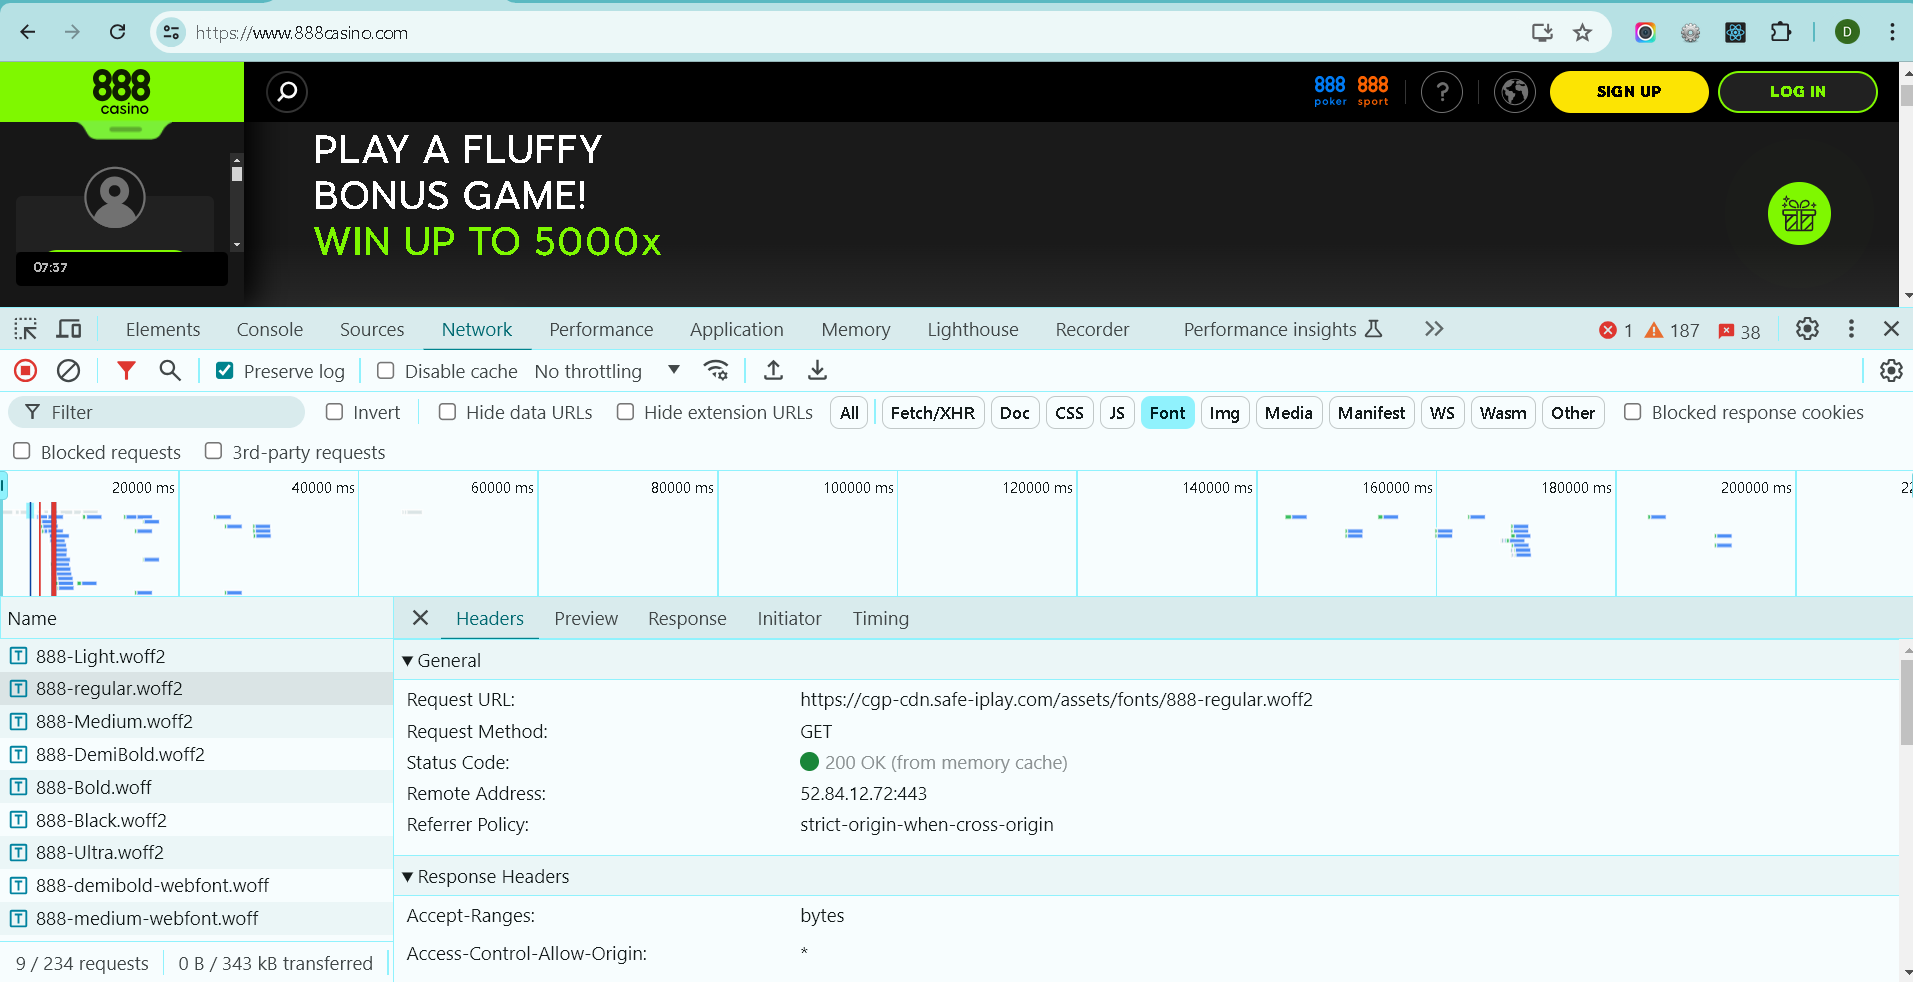 https://www.888casino.com
D
888
casino
888
poker
888
sport
?
SIGN UP
LOG IN
07:37
PLAY A FLUFFY
BONUS GAME!
WIN UP TO 5000x
Elements Console Sources Network Performance Application Memory Lighthouse Recorder Performance insights 1 187 38
Preserve log Disable cache No throttling
Filter Invert Hide data URLs Hide extension URLs All Fetch/XHR Doc CSS JS Font Img Media Manifest WS Wasm Other Blocked response cookies
Blocked requests 3rd-party requests
20000 ms 40000 ms 60000 ms 80000 ms 100000 ms 120000 ms 140000 ms 160000 ms 180000 ms 200000 ms
Name
888-Light.woff2
888-regular.woff2
888-Medium.woff2
888-DemiBold.woff2
888-Bold.woff
888-Black.woff2
888-Ultra.woff2
888-demibold-webfont.woff
888-medium-webfont.woff
9 / 234 requests 0 B / 343 kB transferred
Headers Preview Response Initiator Timing
General
Request URL: https://cgp-cdn.safe-iplay.com/assets/fonts/888-regular.woff2
Request Method: GET
Status Code: 200 OK (from memory cache)
Remote Address: 52.84.12.72:443
Referrer Policy: strict-origin-when-cross-origin
Response Headers
Accept-Ranges: bytes
Access-Control-Allow-Origin: *